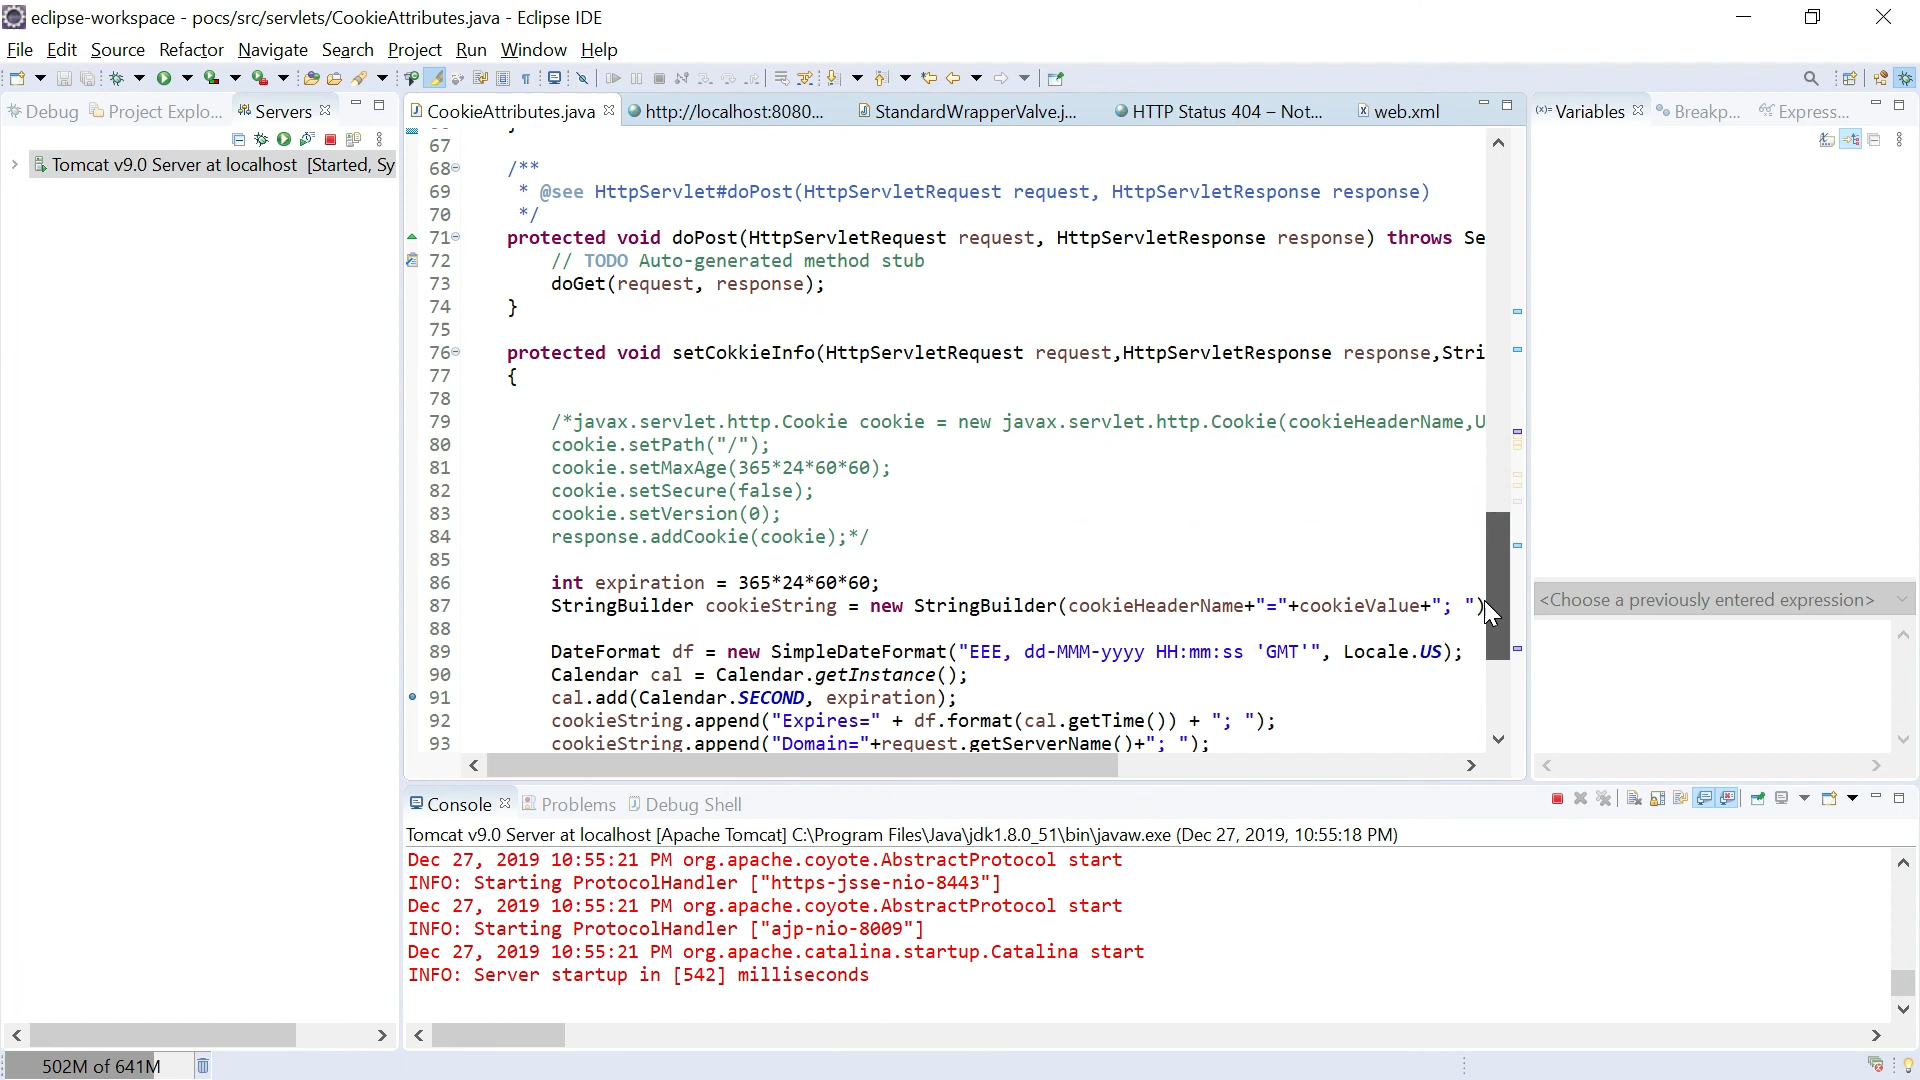 eclipse-workspace - pocs/src/servlets/CookieAttributes.java - Eclipse IDE
File Edit Source Refactor Navigate Search Project Run Window Help
Debug Project Explo... Servers
CookieAttributes.java http://localhost:8080... StandardWrapperValve.j... HTTP Status 404 – Not... web.xml
(x)= Variables Breakp... Express...
Tomcat v9.0 Server at localhost [Started, Sy
67
68 /**
69 * @see HttpServlet#doPost(HttpServletRequest request, HttpServletResponse response)
70 */
71 protected void doPost(HttpServletRequest request, HttpServletResponse response) throws Se
72 // TODO Auto-generated method stub
73 doGet(request, response);
74 }
75
76 protected void setCokkieInfo(HttpServletRequest request,HttpServletResponse response,Stri
77 {
78
79 /*javax.servlet.http.Cookie cookie = new javax.servlet.http.Cookie(cookieHeaderName,U
80 cookie.setPath("/");
81 cookie.setMaxAge(365*24*60*60);
82 cookie.setSecure(false);
83 cookie.setVersion(0);
84 response.addCookie(cookie);*/
85
86 int expiration = 365*24*60*60;
87 StringBuilder cookieString = new StringBuilder(cookieHeaderName+"="+cookieValue+"; ")
88
89 DateFormat df = new SimpleDateFormat("EEE, dd-MMM-yyyy HH:mm:ss 'GMT'", Locale.US);
90 Calendar cal = Calendar.getInstance();
91 cal.add(Calendar.SECOND, expiration);
92 cookieString.append("Expires=" + df.format(cal.getTime()) + "; ");
93 cookieString.append("Domain="+request.getServerName()+"; ");
<Choose a previously entered expression>
Console Problems Debug Shell
Tomcat v9.0 Server at localhost [Apache Tomcat] C:\Program Files\Java\jdk1.8.0_51\bin\javaw.exe (Dec 27, 2019, 10:55:18 PM)
Dec 27, 2019 10:55:21 PM org.apache.coyote.AbstractProtocol start
INFO: Starting ProtocolHandler ["https-jsse-nio-8443"]
Dec 27, 2019 10:55:21 PM org.apache.coyote.AbstractProtocol start
INFO: Starting ProtocolHandler ["ajp-nio-8009"]
Dec 27, 2019 10:55:21 PM org.apache.catalina.startup.Catalina start
INFO: Server startup in [542] milliseconds
502M of 641M